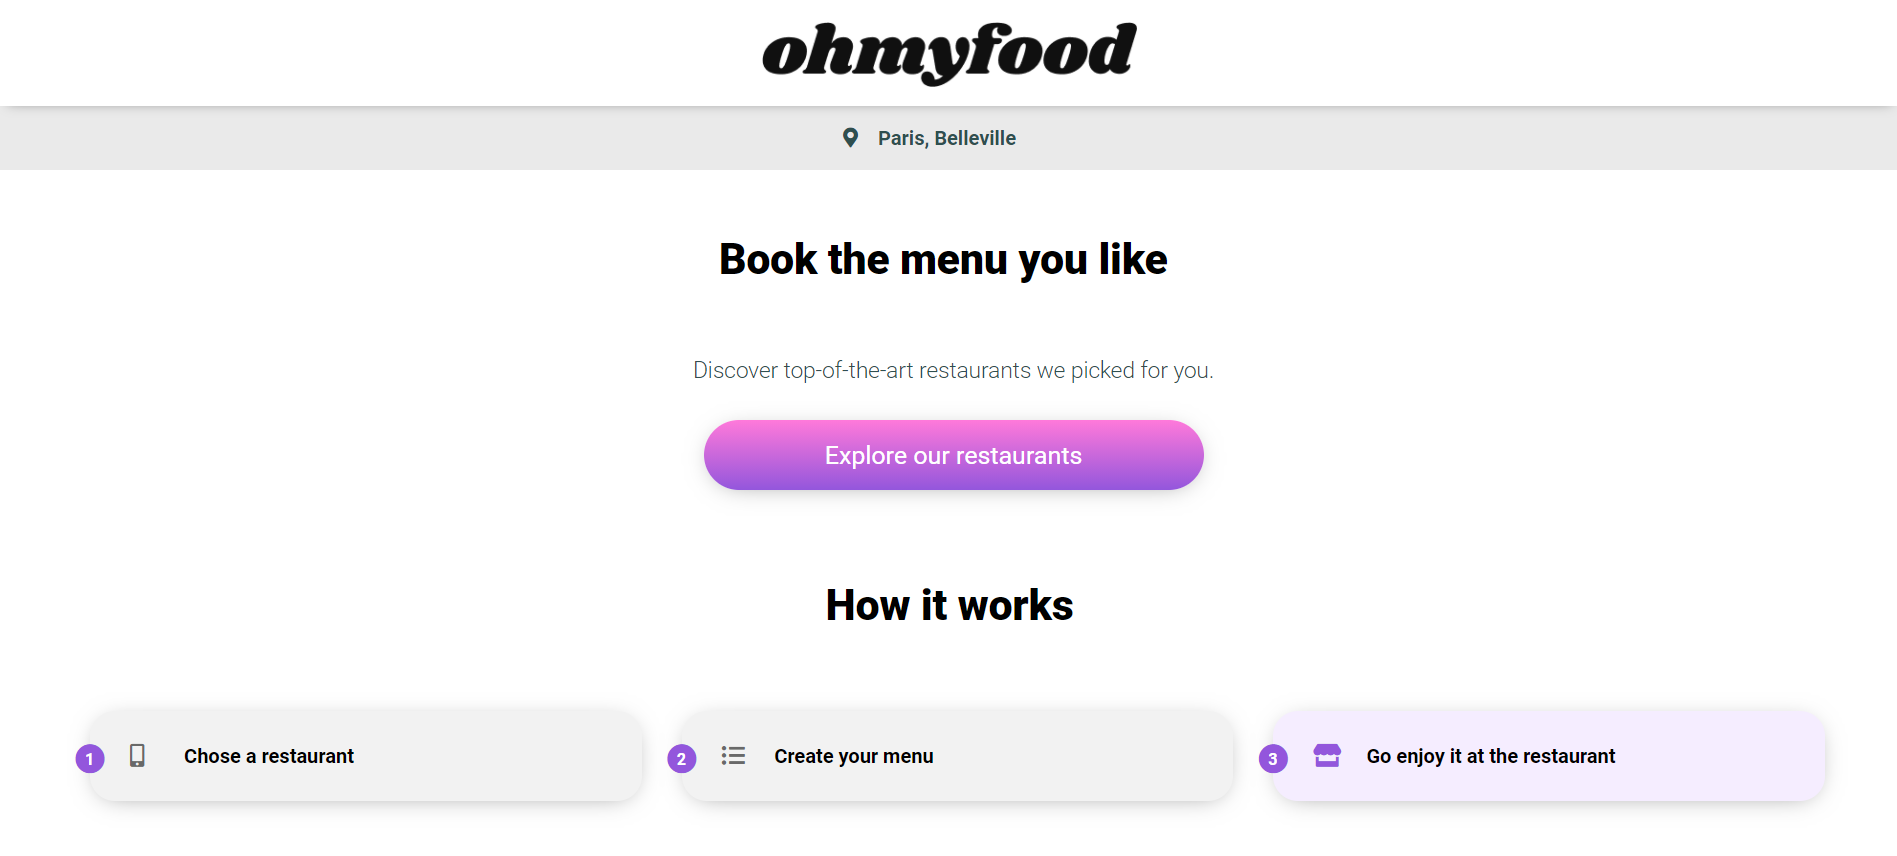 ohmyfood
Paris, Belleville
Book the menu you like
Discover top-of-the-art restaurants we picked for you.
Explore our restaurants
How it works
1 Chose a restaurant
2 Create your menu
3 Go enjoy it at the restaurant